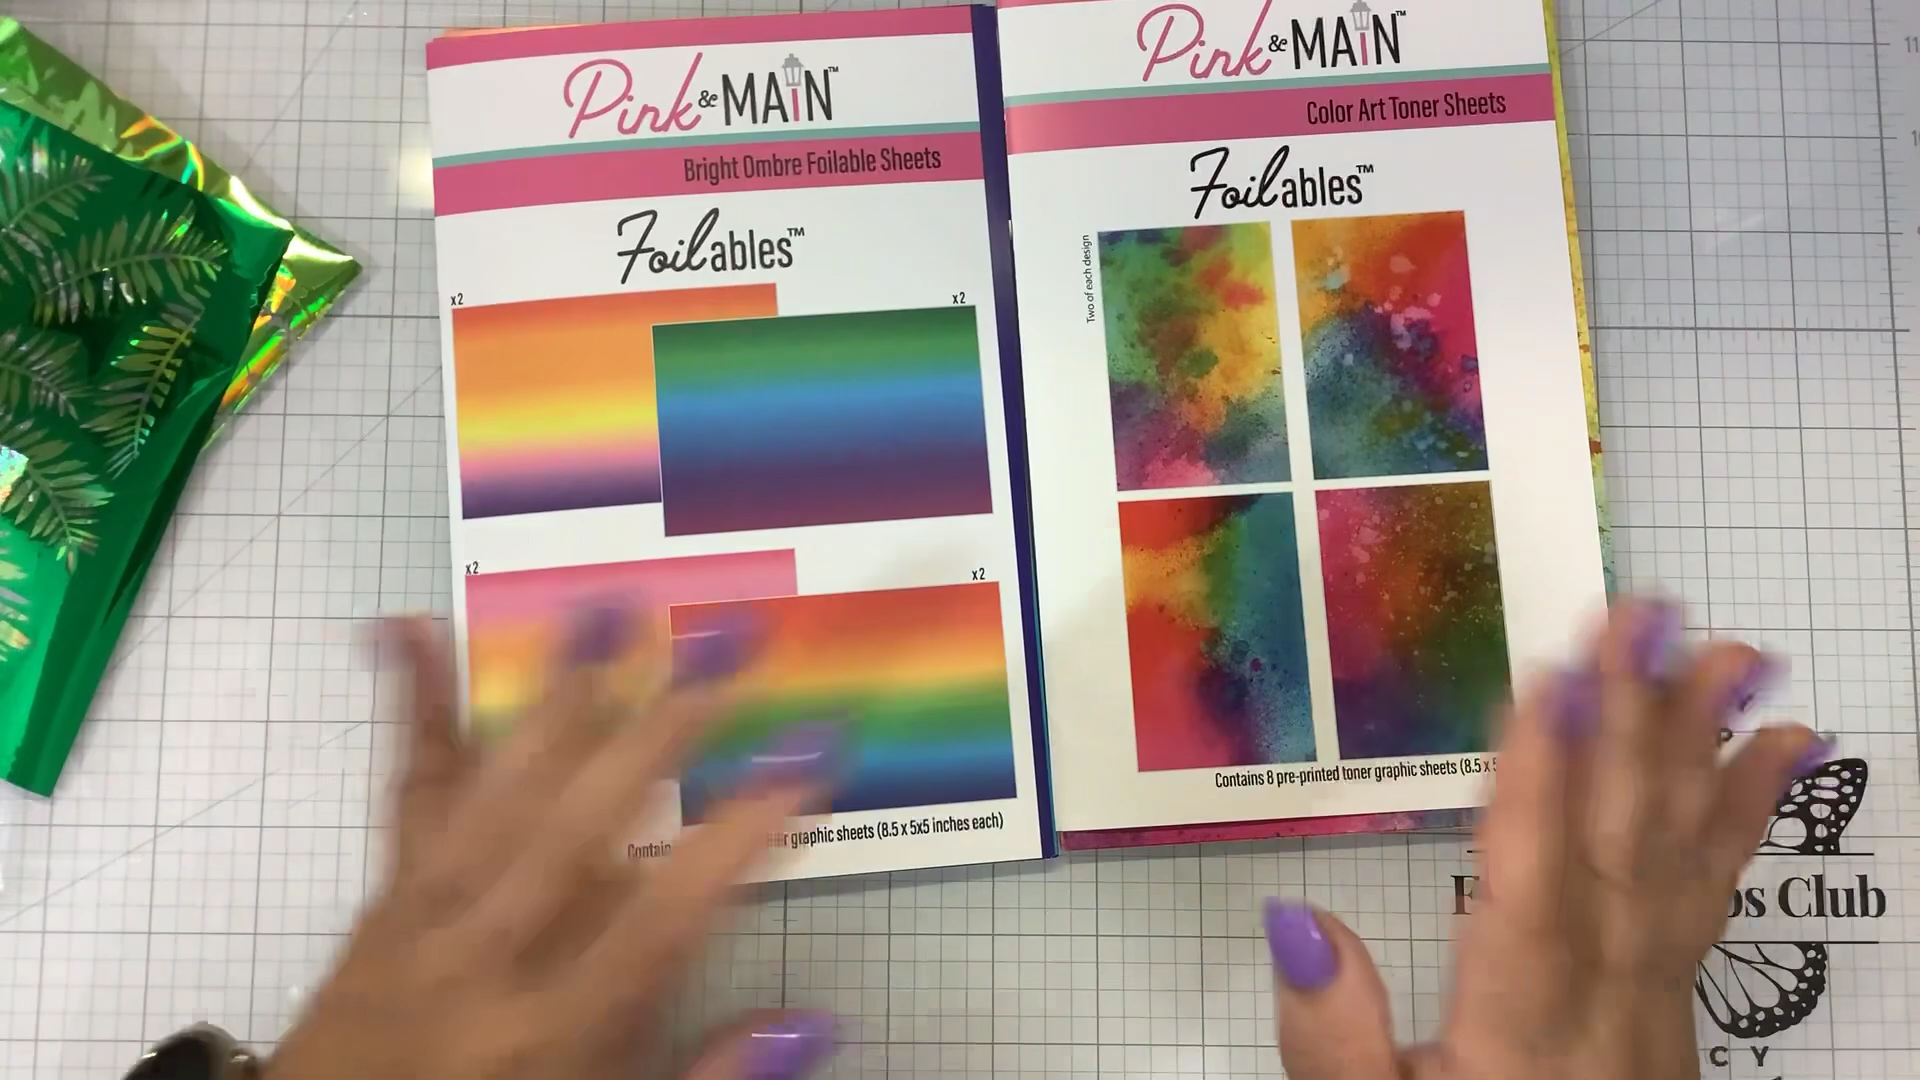 Pink & MAiN™
Bright Ombre Foilable Sheets
Foilables™
x2
x2
x2
x2
graphic sheets (8.5 x 5x5 inches each)
Pink & MAiN™
Color Art Toner Sheets
Foilables™
Two of each design
Contains 8 pre-printed toner graphic sheets (8.5 x 5
Club
C Y